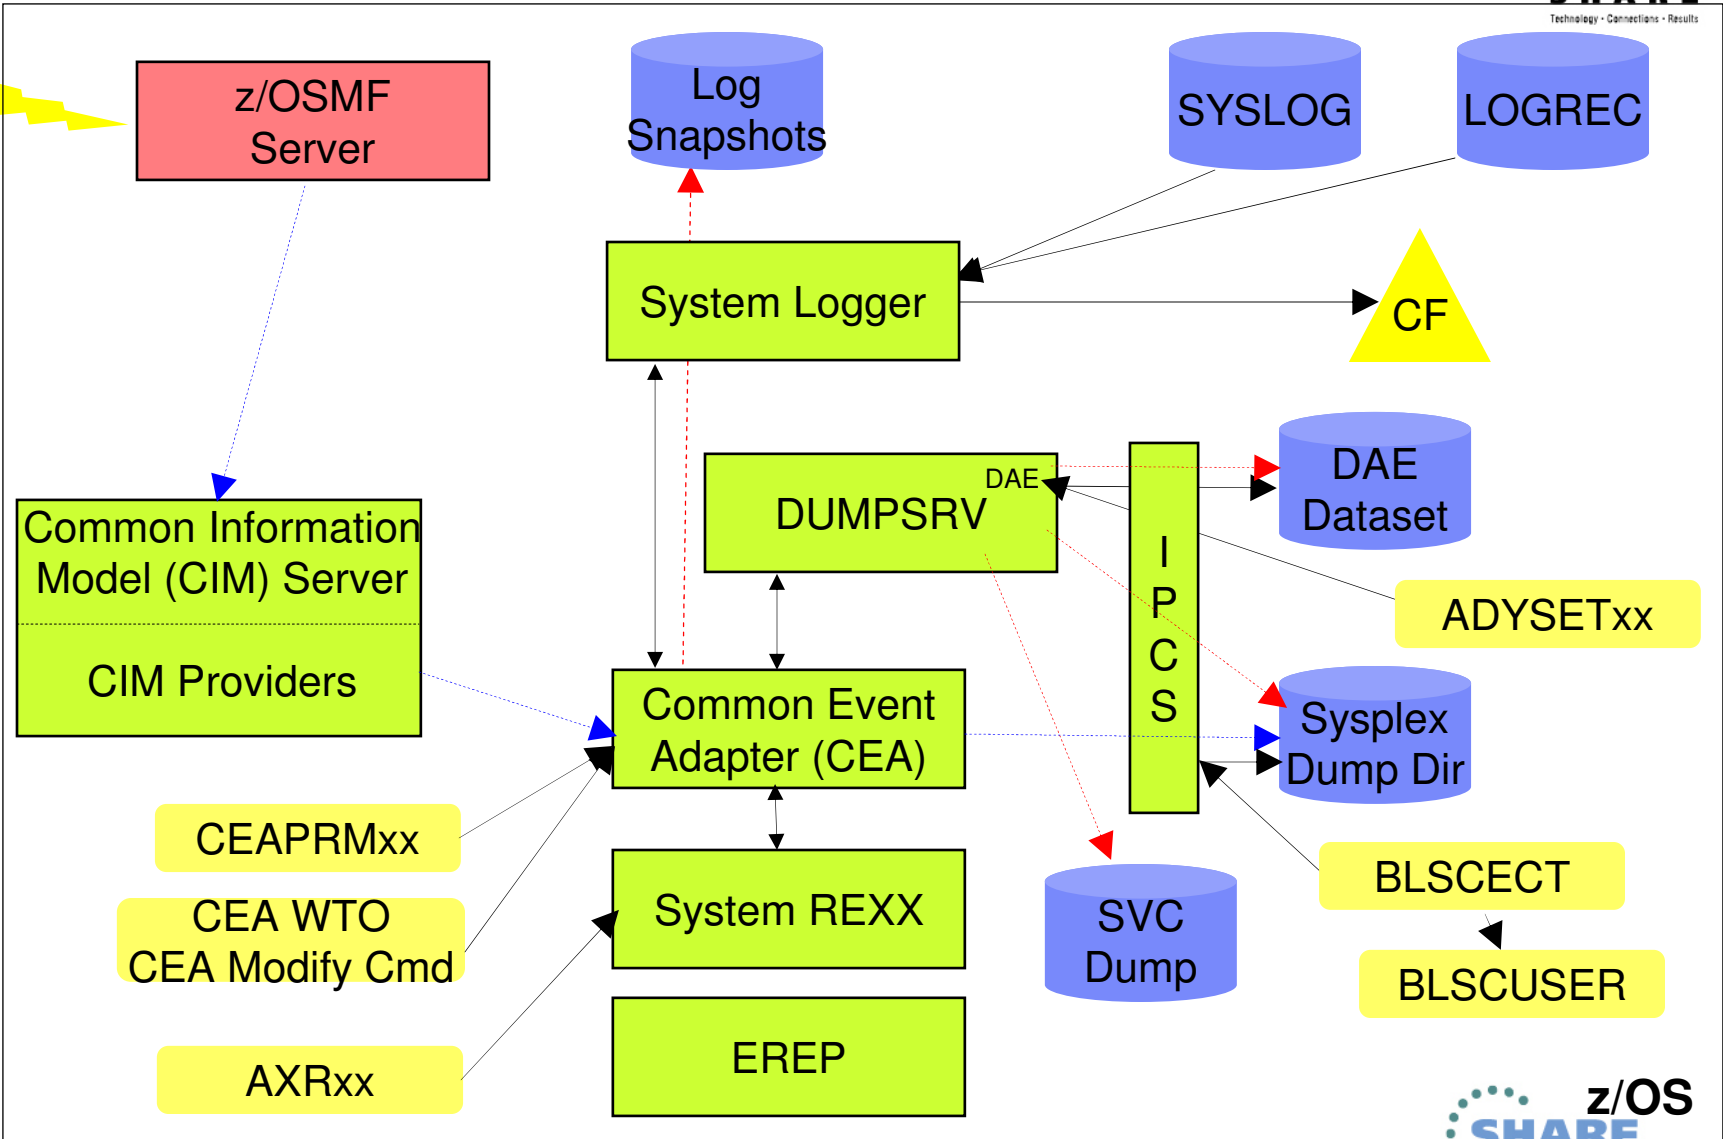 Technology · Connections · Results
z/OSMF
Server
Log
Snapshots
SYSLOG
LOGREC
System Logger
CF
DAE
DUMPSRV
I
P
C
S
DAE
Dataset
ADYSETxx
Common Information
Model (CIM) Server
CIM Providers
Common Event
Adapter (CEA)
Sysplex
Dump Dir
CEAPRMxx
CEA WTO
CEA Modify Cmd
System REXX
SVC
Dump
BLSCECT
BLSCUSER
AXRxx
EREP
z/OS
SHARE